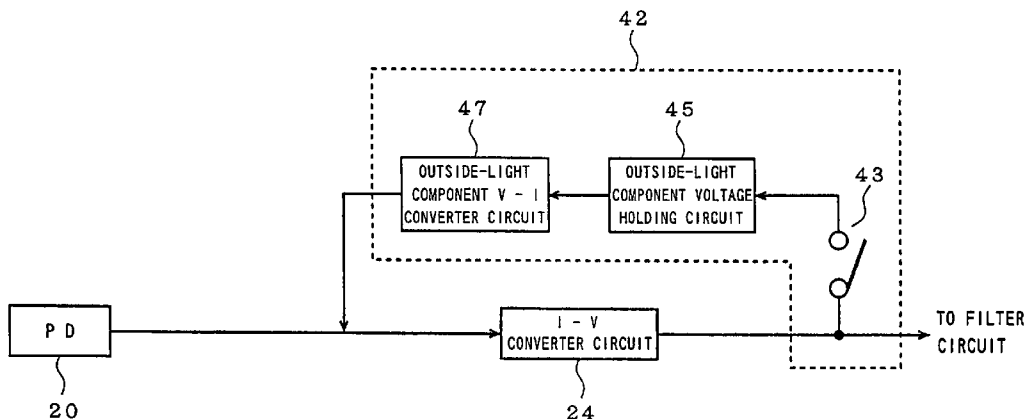 42
47
45
43
OUTSIDE-LIGHT
COMPONENT V - I
CONVERTER CIRCUIT
OUTSIDE-LIGHT
COMPONENT VOLTAGE
HOLDING CIRCUIT
P D
I - V
CONVERTER CIRCUIT
TO FILTER
CIRCUIT
20
24